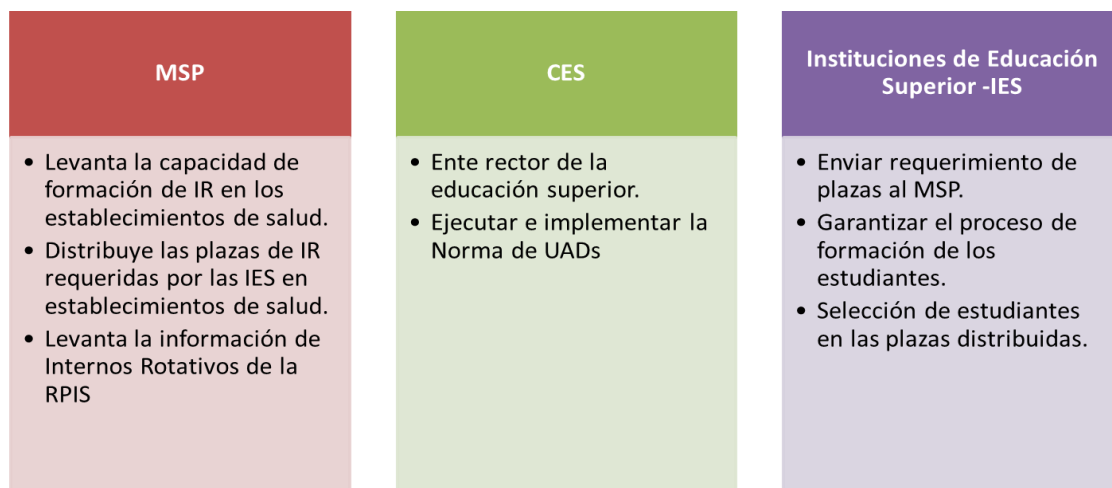 MSP
• Levanta la capacidad de
formación de IR en los
establecimientos de salud.
• Distribuye las plazas de IR
requeridas por las IES en
establecimientos de salud.
• Levanta la información de
Internos Rotativos de la
RPIS
CES
• Ente rector de la
educación superior.
• Ejecutar e implementar la
Norma de UADs
Instituciones de Educación
Superior -IES
• Enviar requerimiento de
plazas al MSP.
• Garantizar el proceso de
formación de los
estudiantes.
• Selección de estudiantes
en las plazas distribuidas.